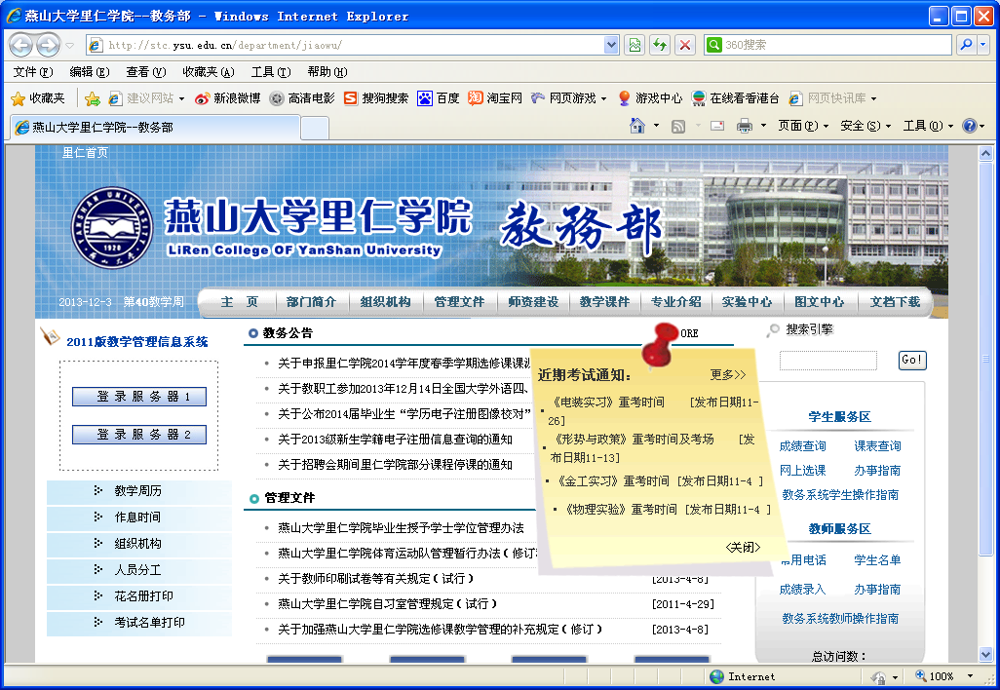 燕山大学里仁学院--教务部 - Windows Internet Explorer
http://stc.ysu.edu.cn/department/jiaowu/
360搜索
文件(F) 编辑(E) 查看(V) 收藏夹(A) 工具(T) 帮助(H)
收藏夹 建议网站 新浪微博 高清电影 搜狗搜索 百度 淘宝网 网页游戏 游戏中心 在线看香港台 网页快讯库
燕山大学里仁学院--教务部
页面(P) 安全(S) 工具(O)
里仁首页
燕山大学里仁学院 教務部
LiRen College OF YanShan University
2013-12-3 第40教学周
主 页 部门简介 组织机构 管理文件 师资建设 教学课件 专业介绍 实验中心 图文中心 文档下载
2011版教学管理信息系统
登 录 服 务 器 1
登 录 服 务 器 2
教学周历
作息时间
组织机构
人员分工
花名册打印
考试名单打印
教务公告
ORE
关于申报里仁学院2014学年度春季学期选修课课
关于教职工参加2013年12月14日全国大学外语四、
关于公布2014届毕业生“学历电子注册图像校对”
关于2013级新生学籍电子注册信息查询的通知
关于招聘会期间里仁学院部分课程停课的通知
管理文件
燕山大学里仁学院毕业生授予学士学位管理办法
燕山大学里仁学院体育运动队管理暂行办法(修订
关于教师印刷试卷等有关规定(试行) [2013-4-8]
燕山大学里仁学院自习室管理规定(试行) [2011-4-29]
关于加强燕山大学里仁学院选修课教学管理的补充规定(修订) [2013-4-8]
近期考试通知: 更多>>
《电装实习》重考时间 [发布日期11-
26]
《形势与政策》重考时间及考场 [发
布日期11-13]
《金工实习》重考时间 [发布日期11-4 ]
《物理实验》重考时间 [发布日期11-4 ]
<关闭>
搜索引擎
Go!
学生服务区
成绩查询 课表查询
网上选课 办事指南
教务系统学生操作指南
教师服务区
常用电话 学生名单
成绩录入 办事指南
教务系统教师操作指南
总访问数：
Internet
100%